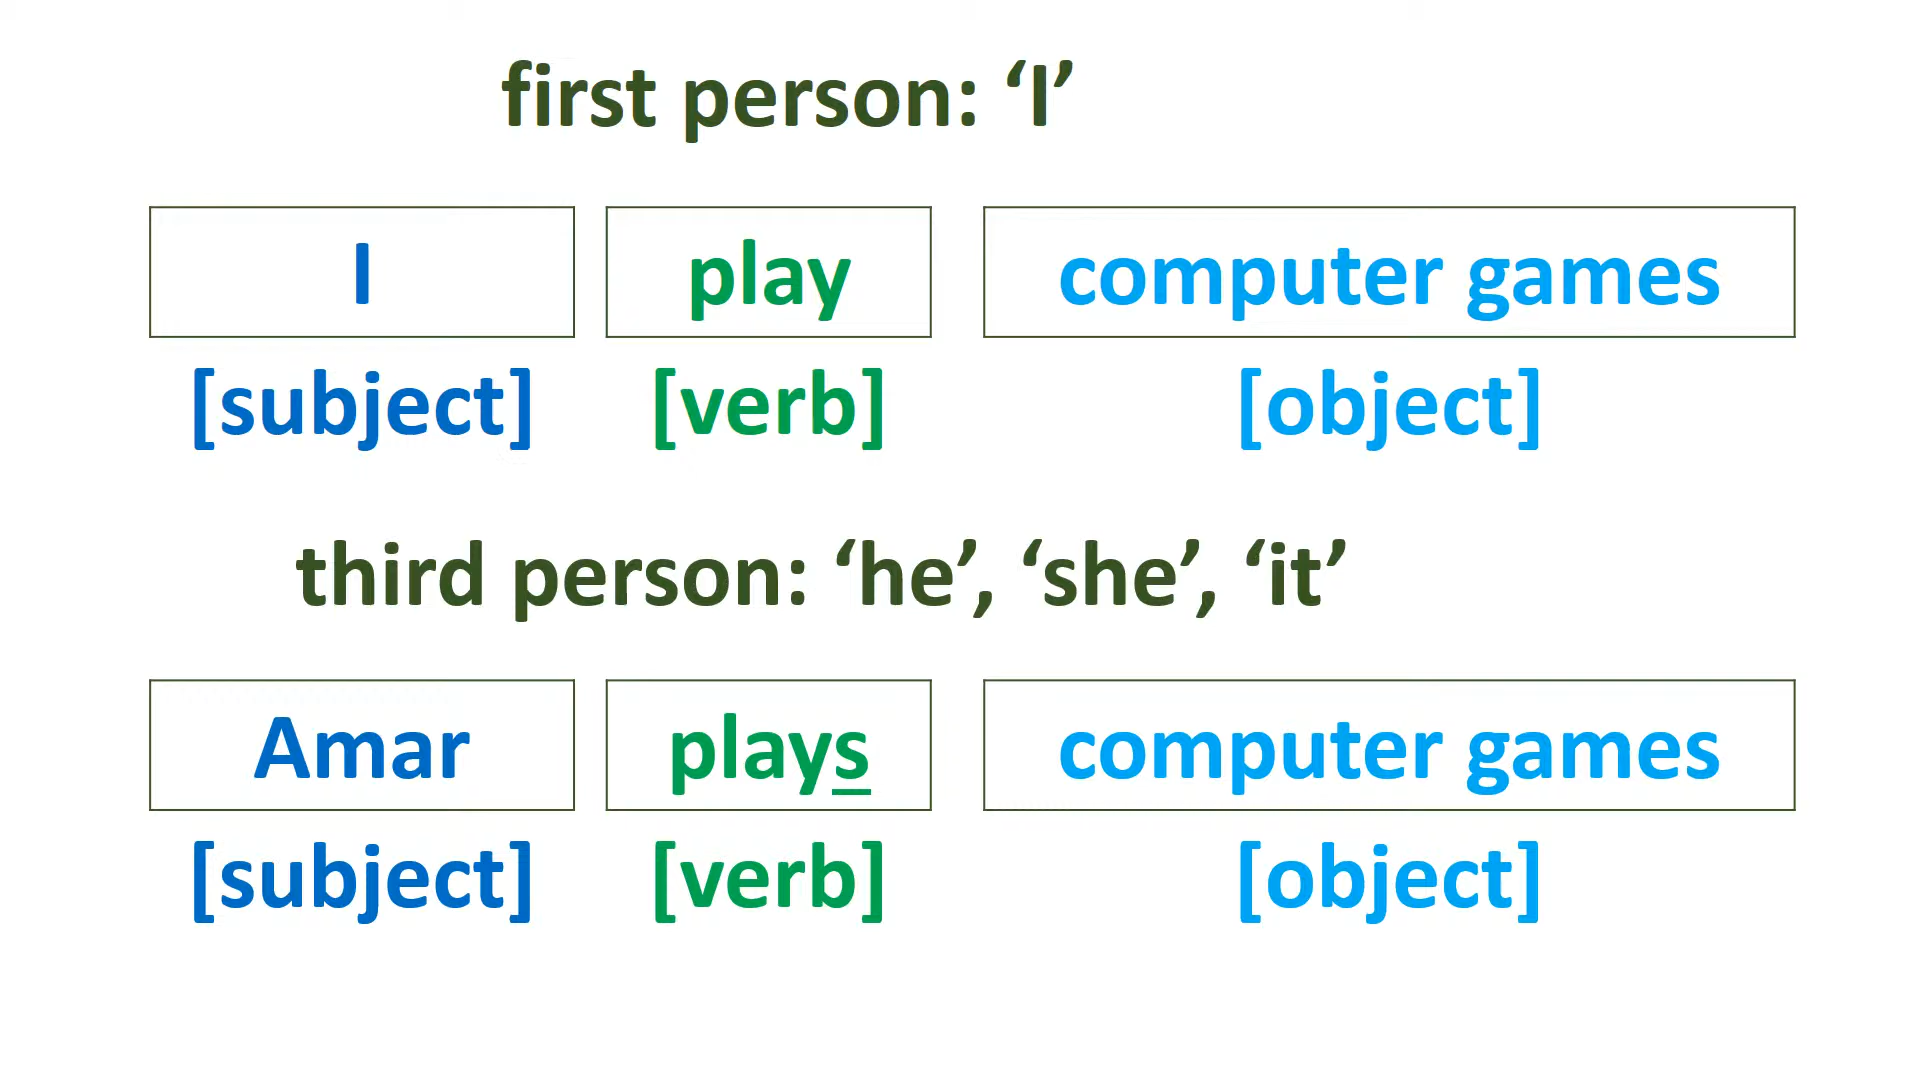 first person: ‘I’
I play computer games
[subject] [verb] [object]
third person: ‘he’, ‘she’, ‘it’
Amar plays computer games
[subject] [verb] [object]